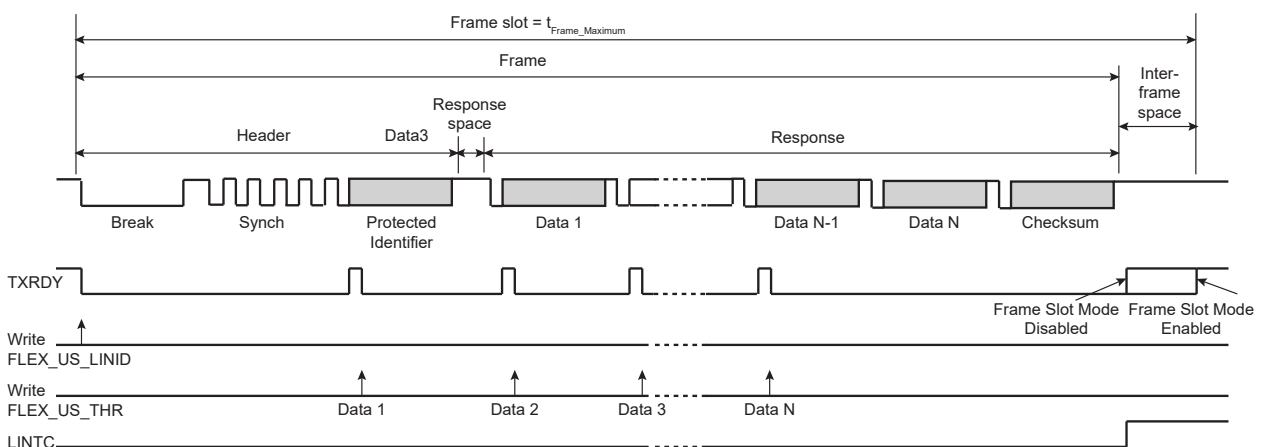 Frame slot = tFrame_Maximum
Frame
Inter-
frame
space
Response
space
Header
Data3
Response
Break
Synch
Protected
Identifier
Data 1
Data N-1
Data N
Checksum
TXRDY
Frame Slot Mode
Disabled
Frame Slot Mode
Enabled
Write
FLEX_US_LINID
Write
FLEX_US_THR
Data 1
Data 2
Data 3
Data N
LINTC